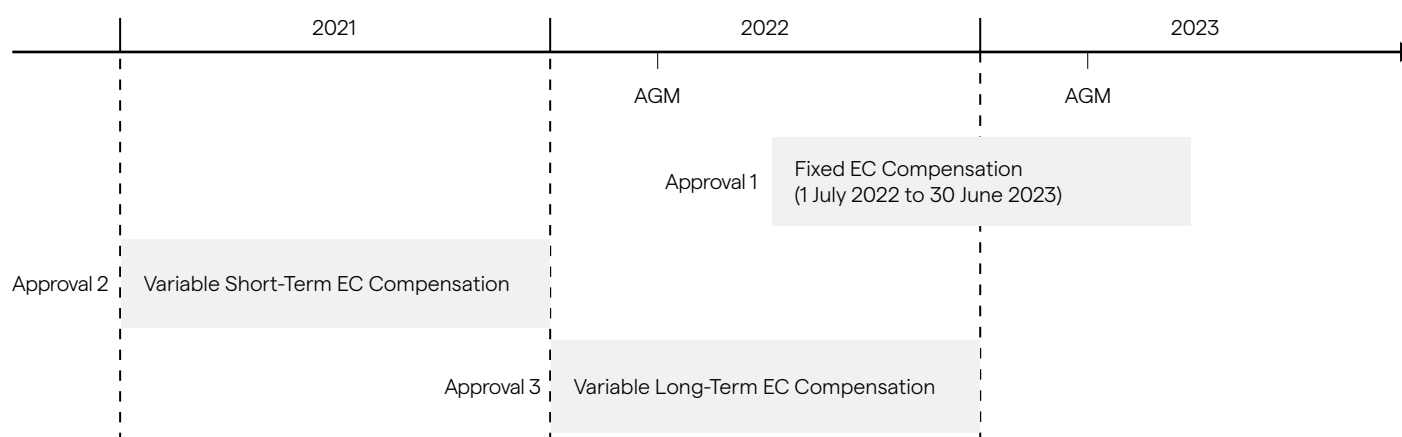 2021
2022
2023
AGM
AGM
Approval 1
Fixed EC Compensation
(1 July 2022 to 30 June 2023)
Approval 2
Variable Short-Term EC Compensation
Approval 3
Variable Long-Term EC Compensation